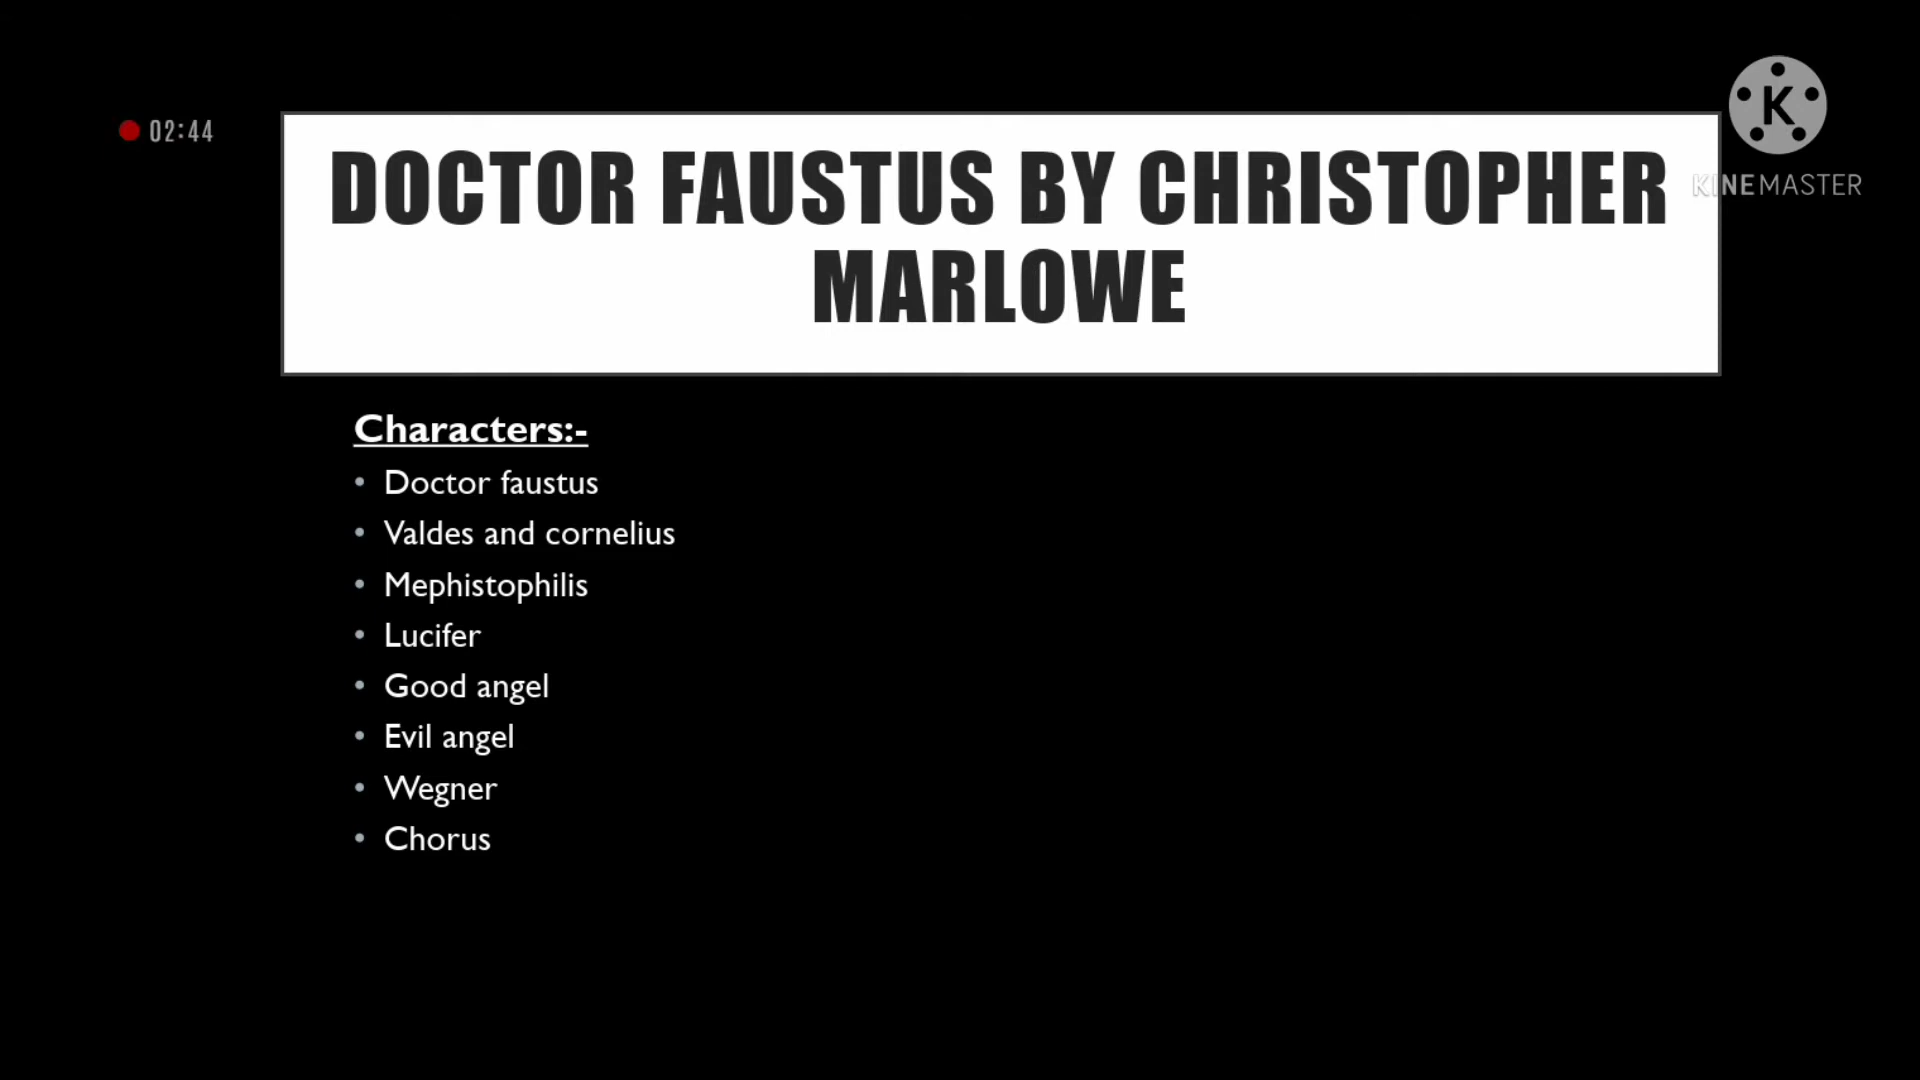 02:44
K
KINEMASTER
DOCTOR FAUSTUS BY CHRISTOPHER
MARLOWE
Characters:-
• Doctor faustus
• Valdes and cornelius
• Mephistophilis
• Lucifer
• Good angel
• Evil angel
• Wegner
• Chorus